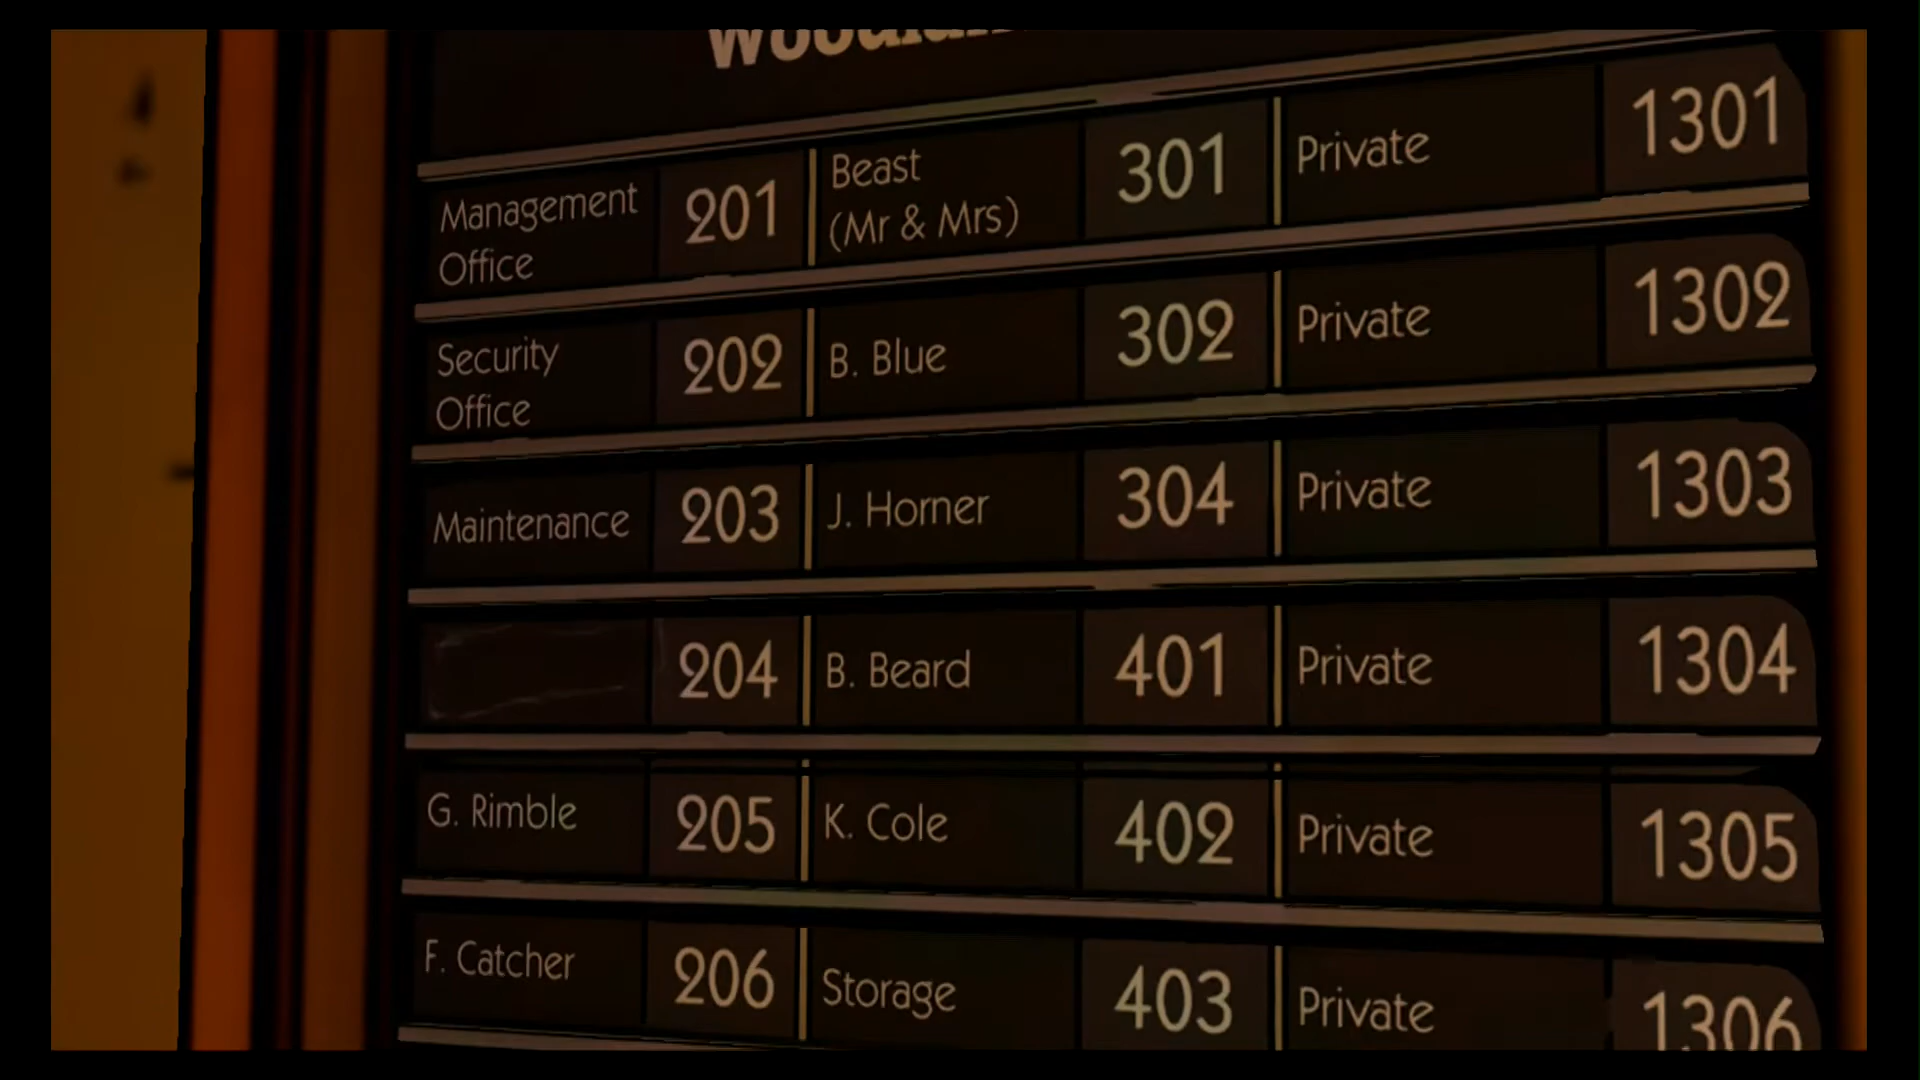 Management
Office
201
Beast
(Mr & Mrs)
301
Private
1301
Security
Office
202
B. Blue
302
Private
1302
Maintenance
203
J. Horner
304
Private
1303
204
B. Beard
401
Private
1304
G. Rimble
205
K. Cole
402
Private
1305
F. Catcher
206
Storage
403
Private
1306